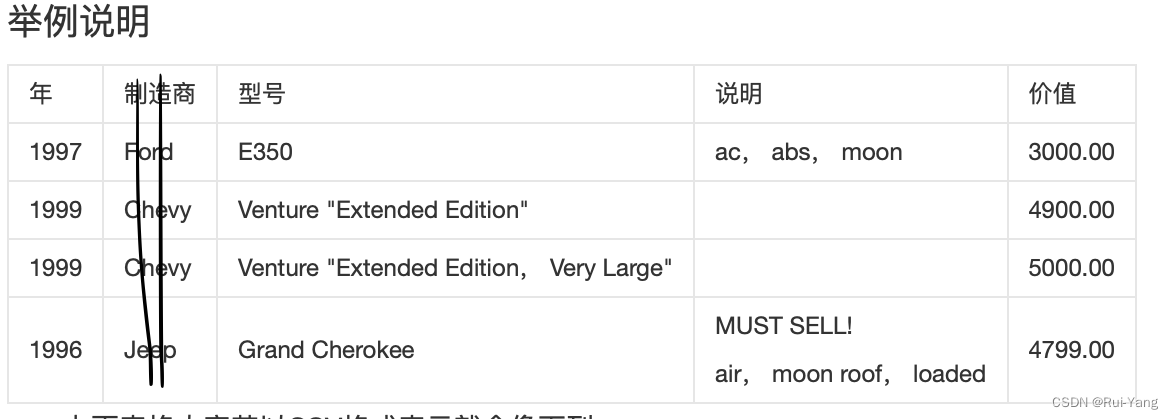 举例说明
年 制造商 型号 说明 价值
1997 Ford E350 ac， abs， moon 3000.00
1999 Chevy Venture "Extended Edition" 4900.00
1999 Chevy Venture "Extended Edition， Very Large" 5000.00
MUST SELL!
1996 Jeep Grand Cherokee 4799.00
air， moon roof， loaded
CSDN @Rui-Yang